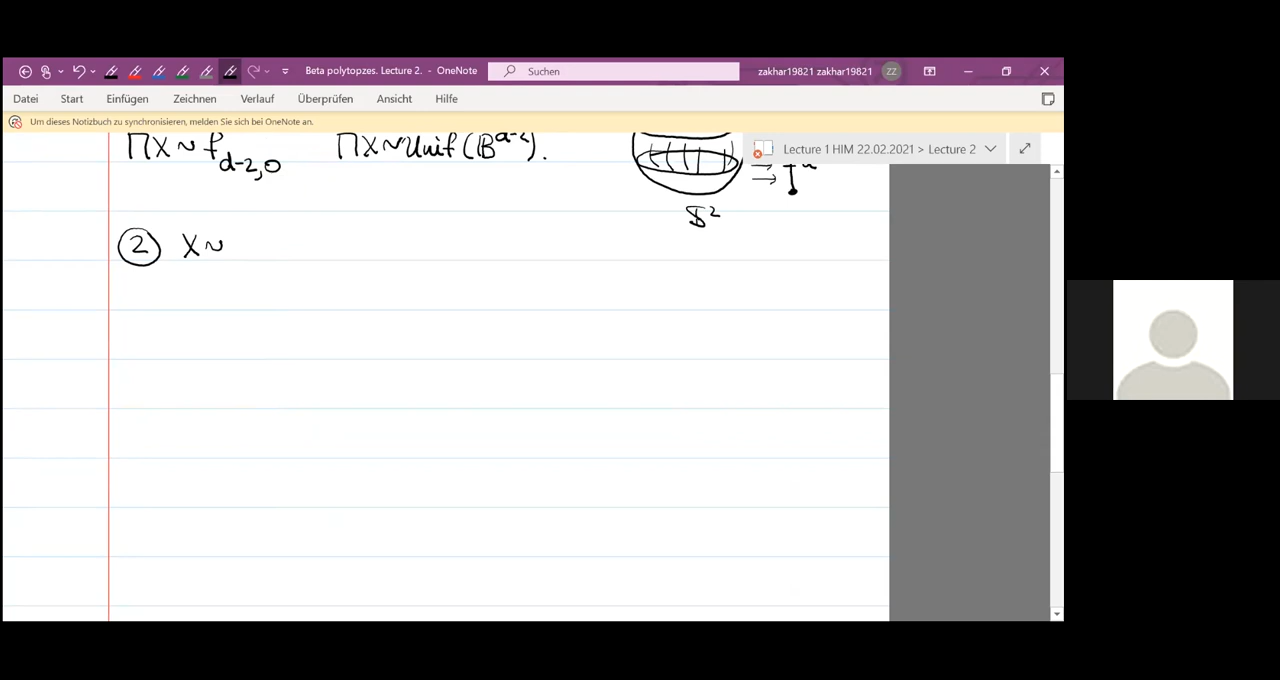 Beta polytopzes. Lecture 2. - OneNote
Suchen
zakhar19821 zakhar19821
ZZ
Datei Start Einfügen Zeichnen Verlauf Überprüfen Ansicht Hilfe
Um dieses Notizbuch zu synchronisieren, melden Sie sich bei OneNote an.
Lecture 1 HIM 22.02.2021 > Lecture 2
ΠX ~ f_{d-2,0} ΠX ~ Unif(𝔹^{d-2}).
𝕊²
② X ~